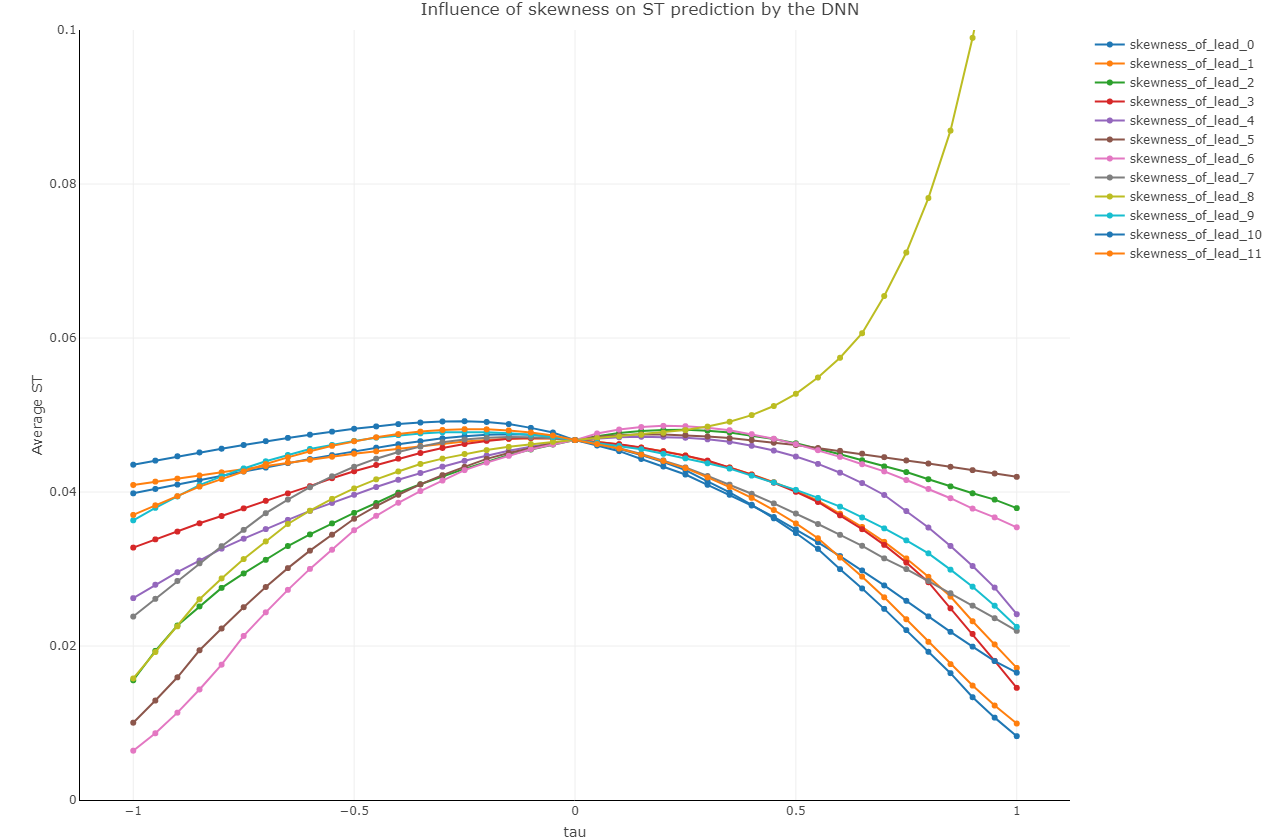 Influence of skewness on ST prediction by the DNN
0.1
0.08
0.06
0.04
0.02
0
Average ST
−1
−0.5
0
0.5
1
tau
skewness_of_lead_0
skewness_of_lead_1
skewness_of_lead_2
skewness_of_lead_3
skewness_of_lead_4
skewness_of_lead_5
skewness_of_lead_6
skewness_of_lead_7
skewness_of_lead_8
skewness_of_lead_9
skewness_of_lead_10
skewness_of_lead_11